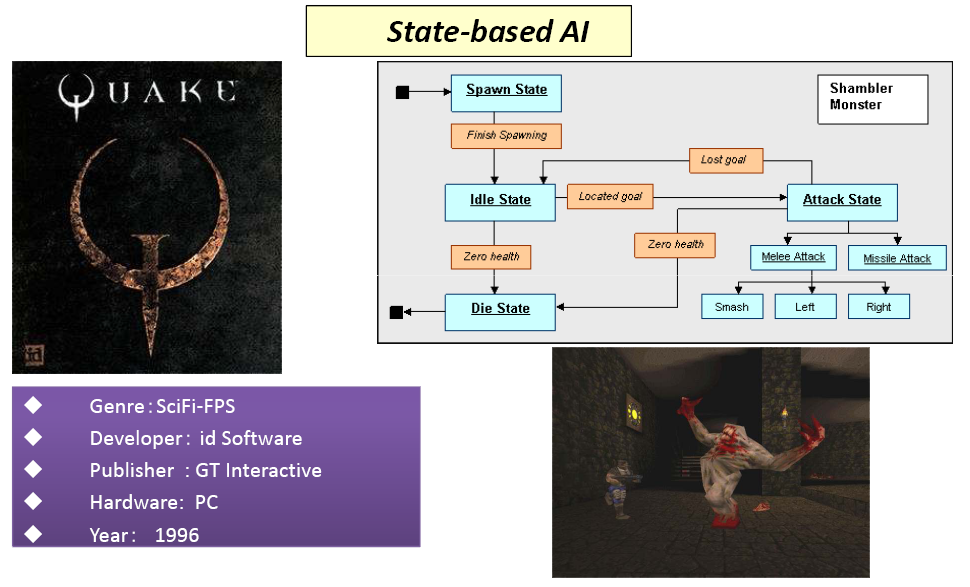 State-based AI
QUAKE
id
Spawn State
Shambler
Monster
Finish Spawning
Lost goal
Idle State
Located goal
Attack State
Zero health
Zero health
Melee Attack
Missile Attack
Die State
Smash
Left
Right
Genre : SciFi-FPS
Developer : id Software
Publisher : GT Interactive
Hardware: PC
Year : 1996